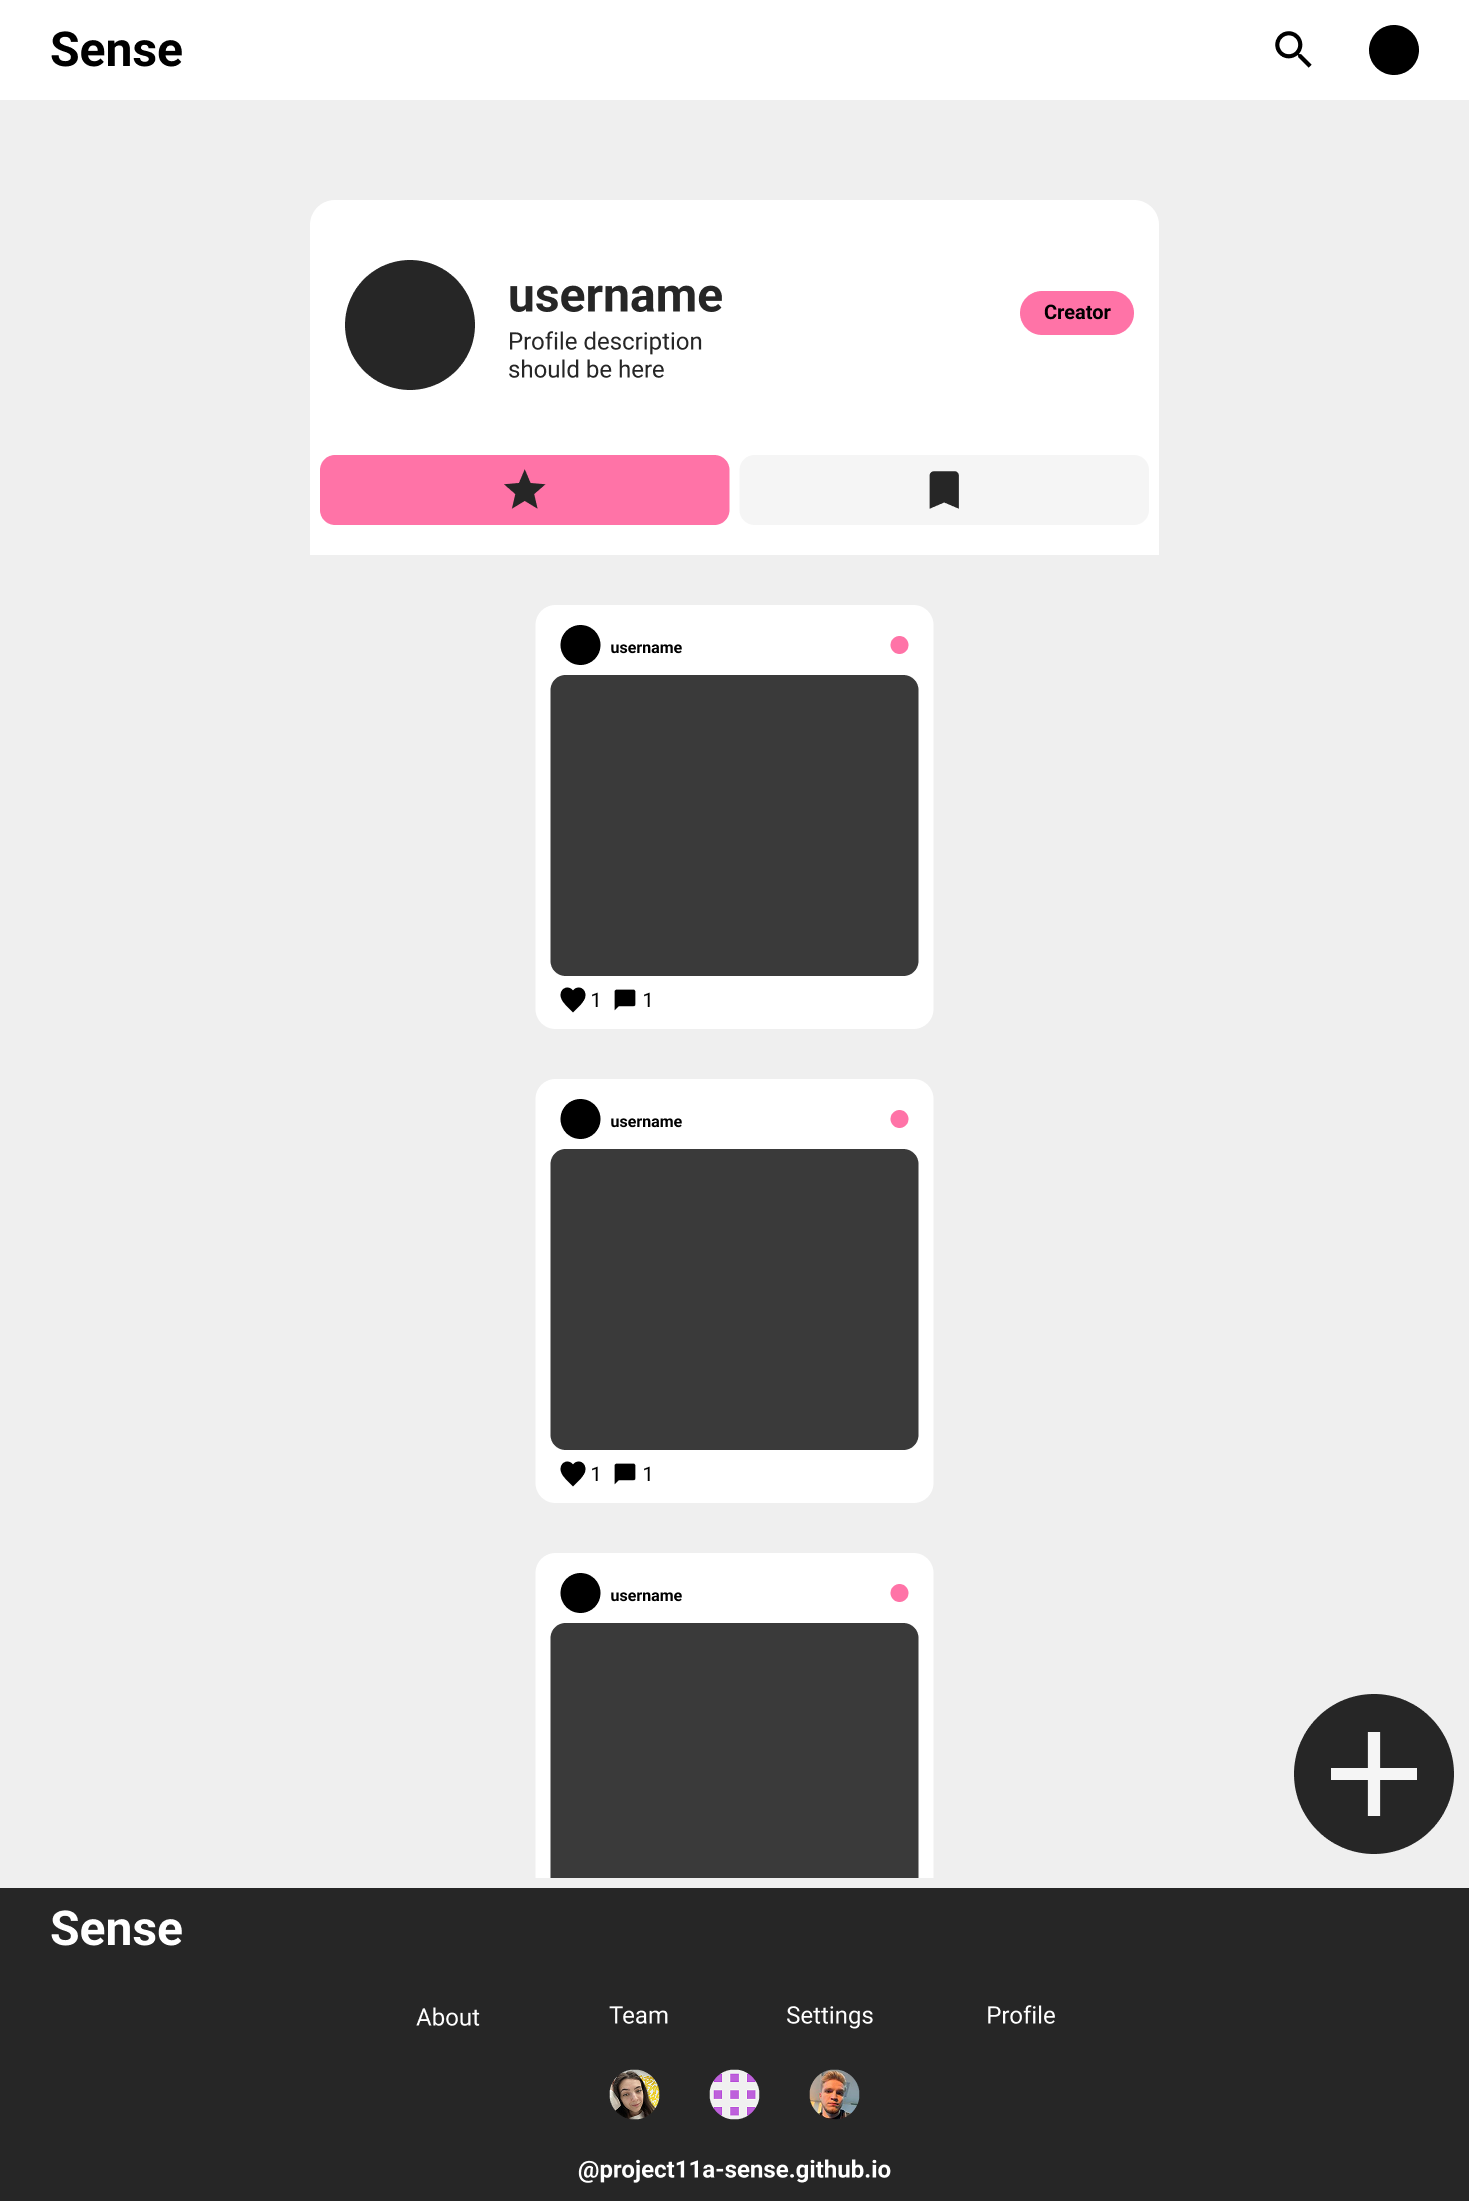 Sense
username
Profile description
should be here
Creator
username
1 1
username
1 1
username
Sense
About Team Settings Profile
@project11a-sense.github.io